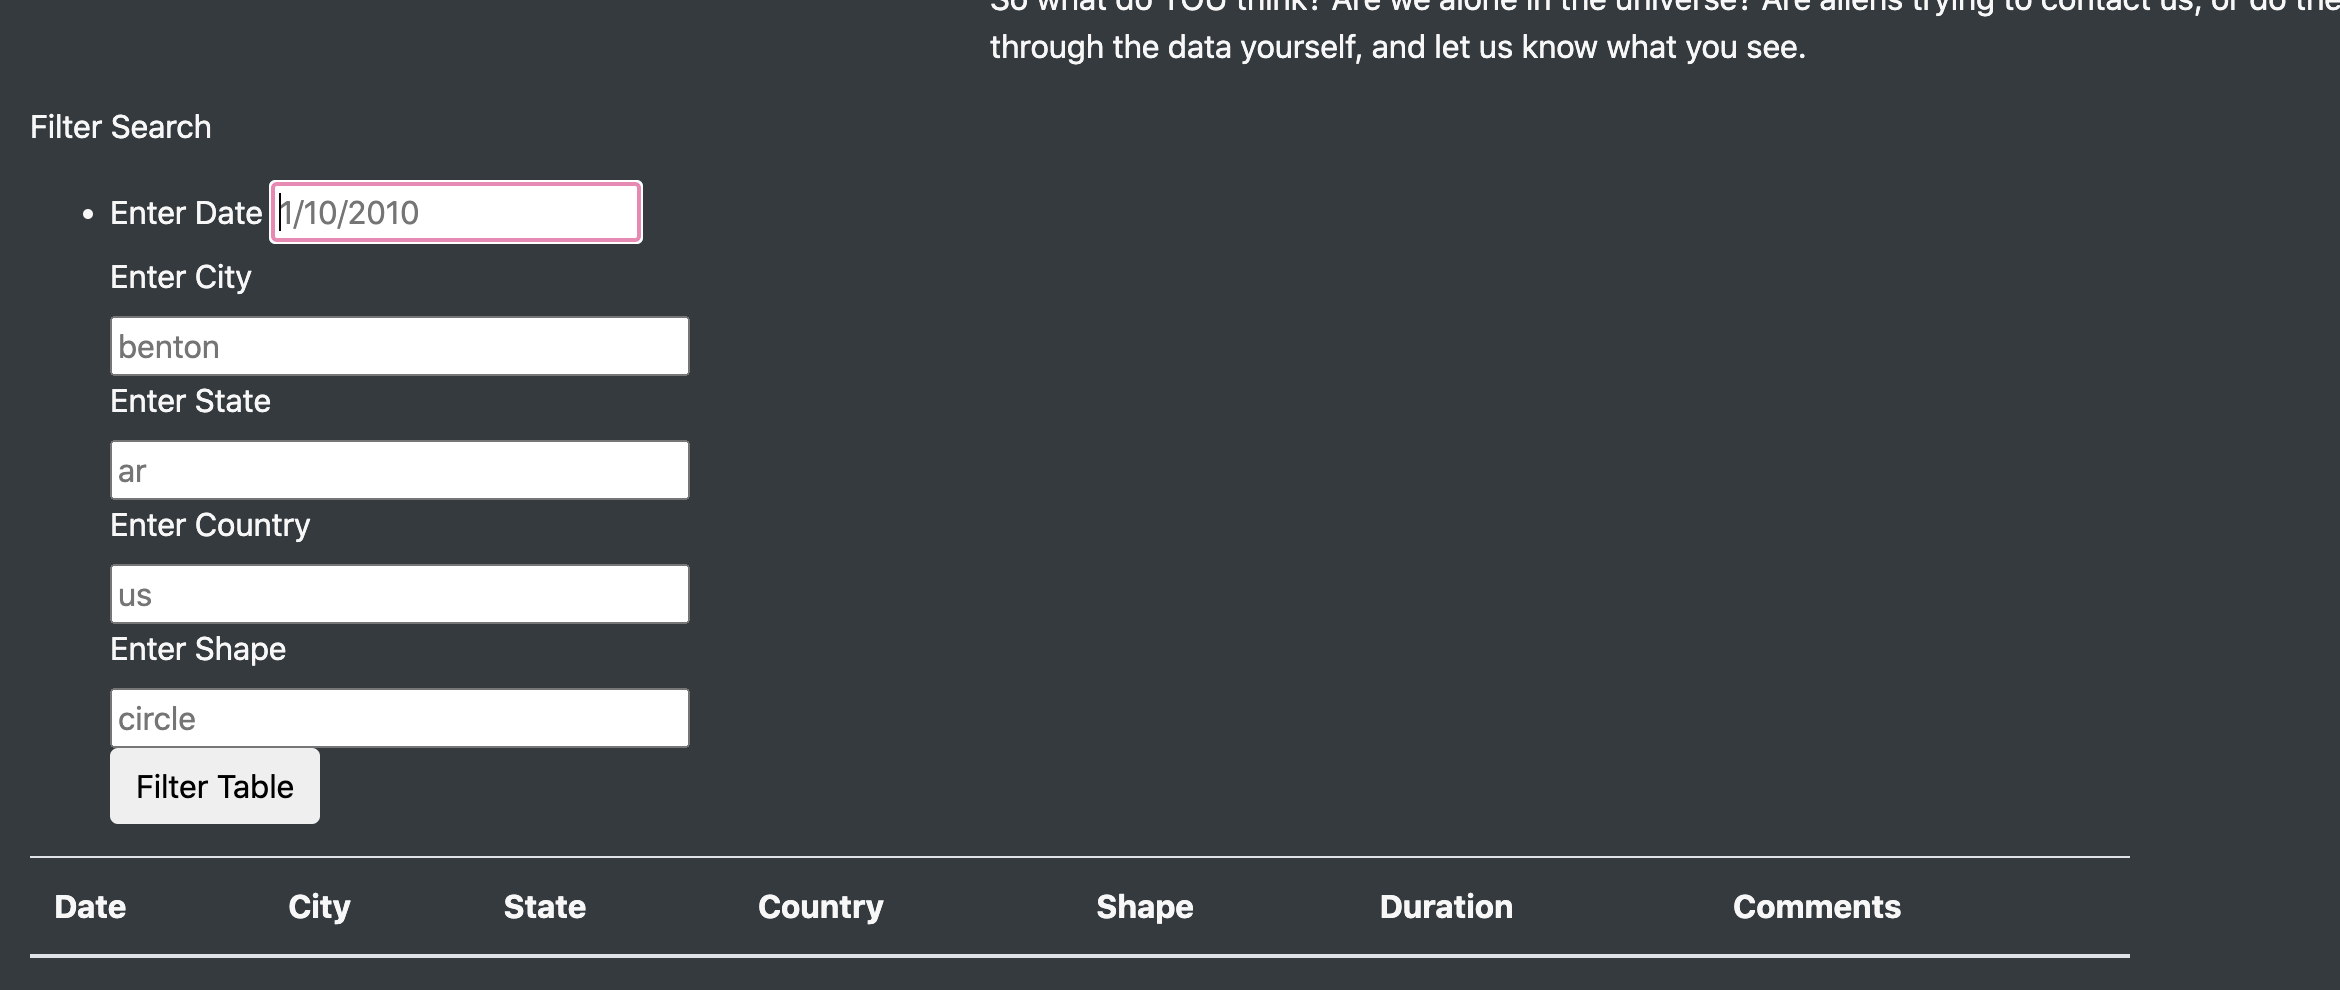 So what do YOU think? Are we alone in the universe? Are aliens trying to contact us, or do the
through the data yourself, and let us know what you see.
Filter Search
Enter Date 1/10/2010
Enter City
benton
Enter State
ar
Enter Country
us
Enter Shape
circle
Filter Table
Date City State Country Shape Duration Comments